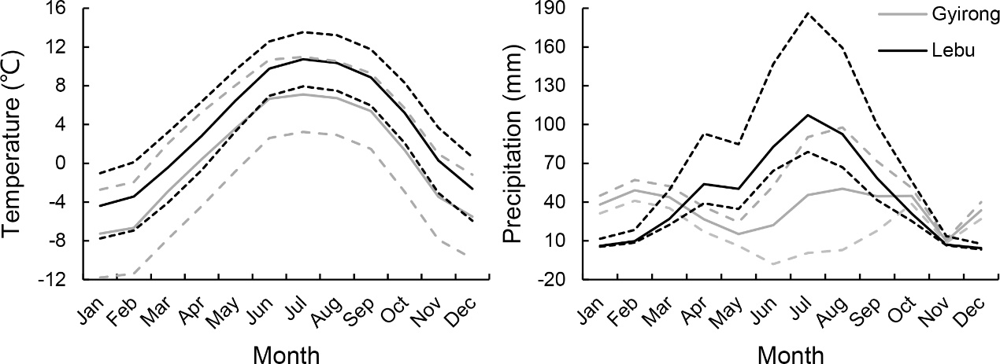 Temperature (℃)
16
12
8
4
0
-4
-8
-12
Jan Feb Mar Apr May Jun Jul Aug Sep Oct Nov Dec
Month
Precipitation (mm)
190
160
130
100
70
40
10
-20
Jan Feb Mar Apr May Jun Jul Aug Sep Oct Nov Dec
Month
Gyirong
Lebu